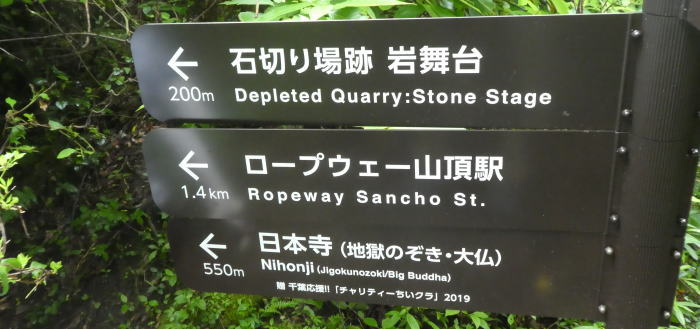 ← 石切り場跡 岩舞台
200m Depleted Quarry:Stone Stage
← ロープウェー山頂駅
1.4km Ropeway Sancho St.
← 日本寺（地獄のぞき・大仏）
550m Nihonji (Jigokunozoki/Big Buddha)
贈 千葉応援!!「チャリティーちいクラ」2019